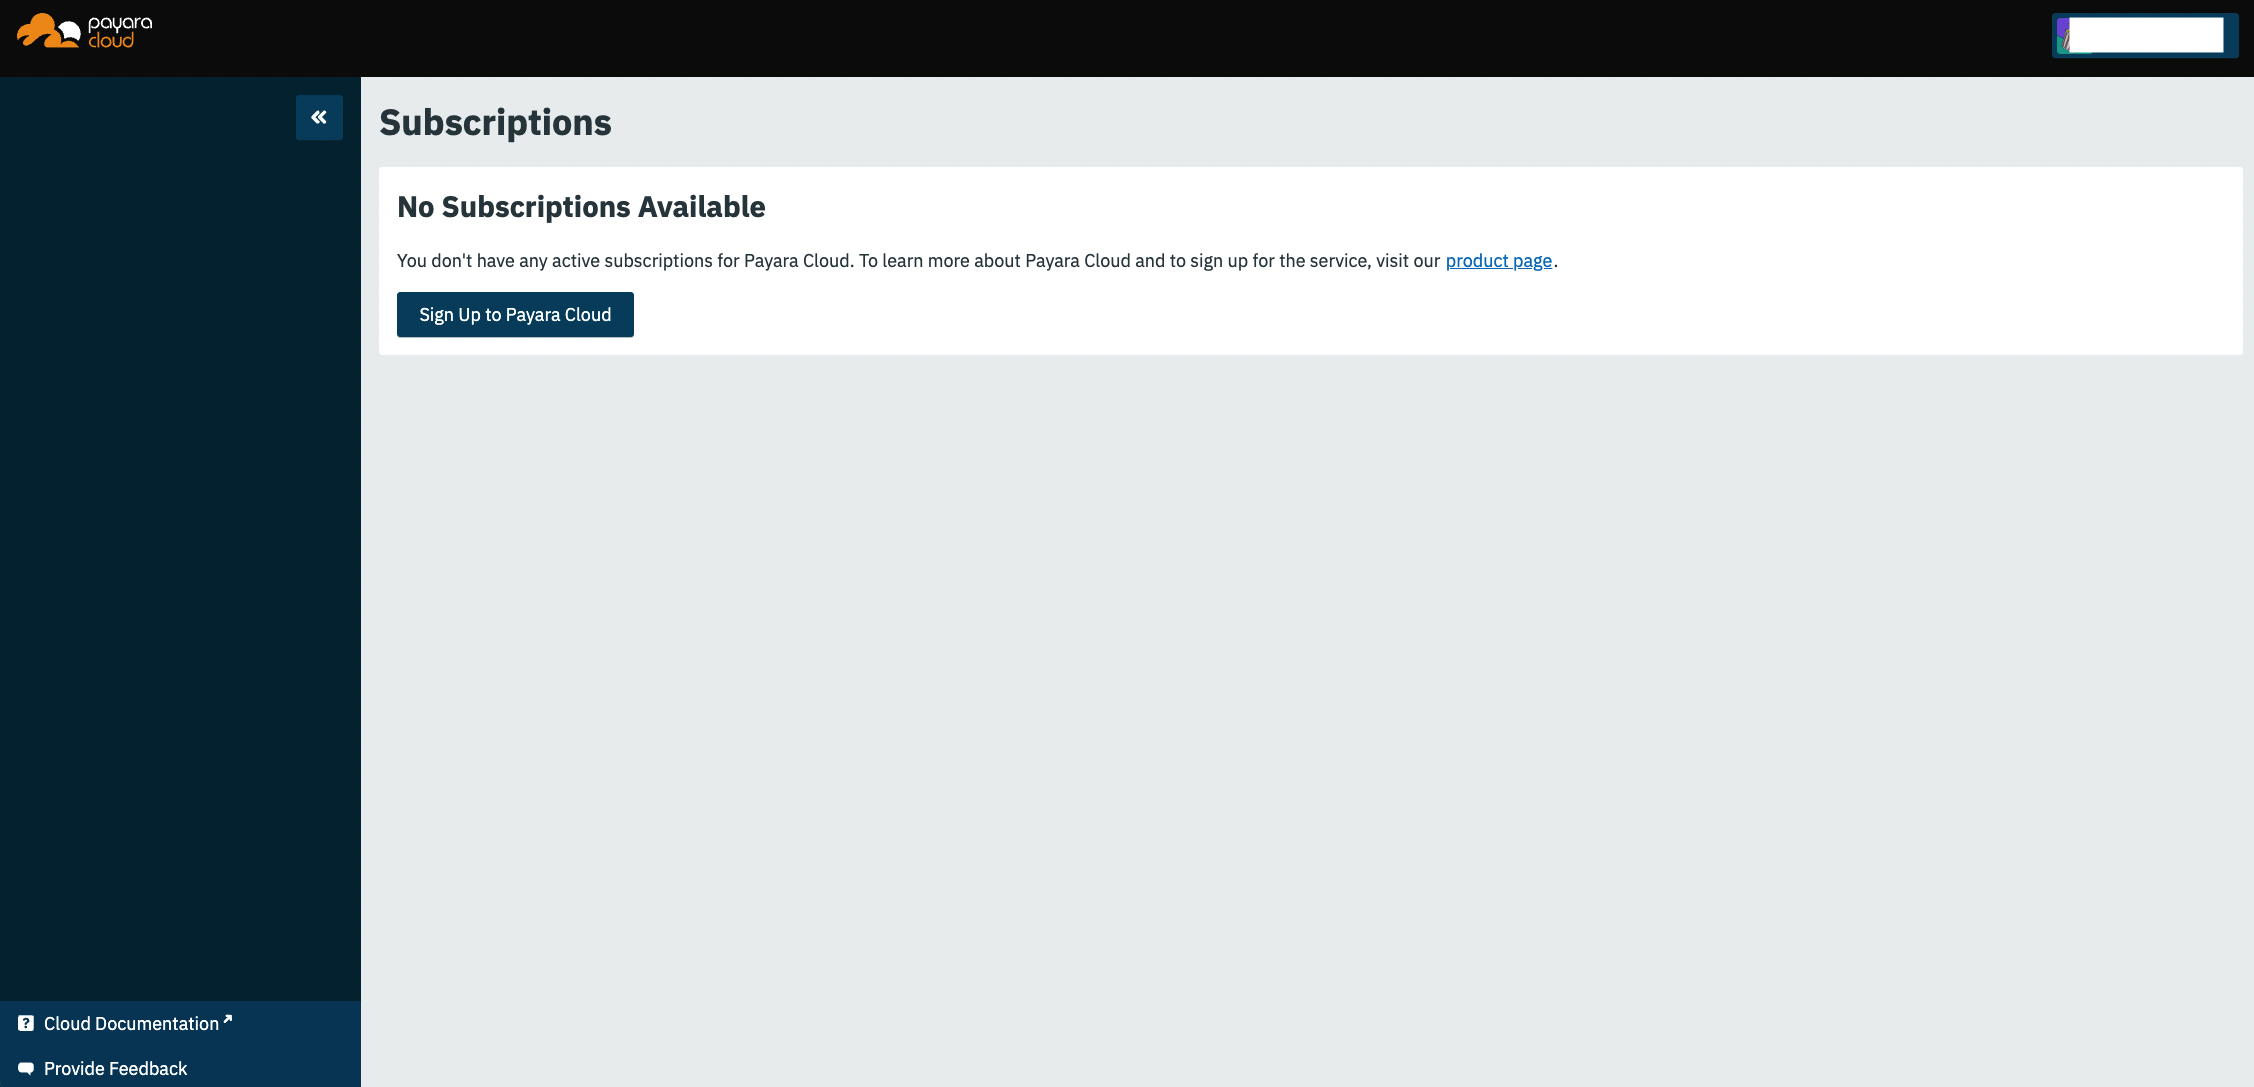 payara
cloud
Subscriptions
No Subscriptions Available
You don't have any active subscriptions for Payara Cloud. To learn more about Payara Cloud and to sign up for the service, visit our product page.
Sign Up to Payara Cloud
Cloud Documentation
Provide Feedback